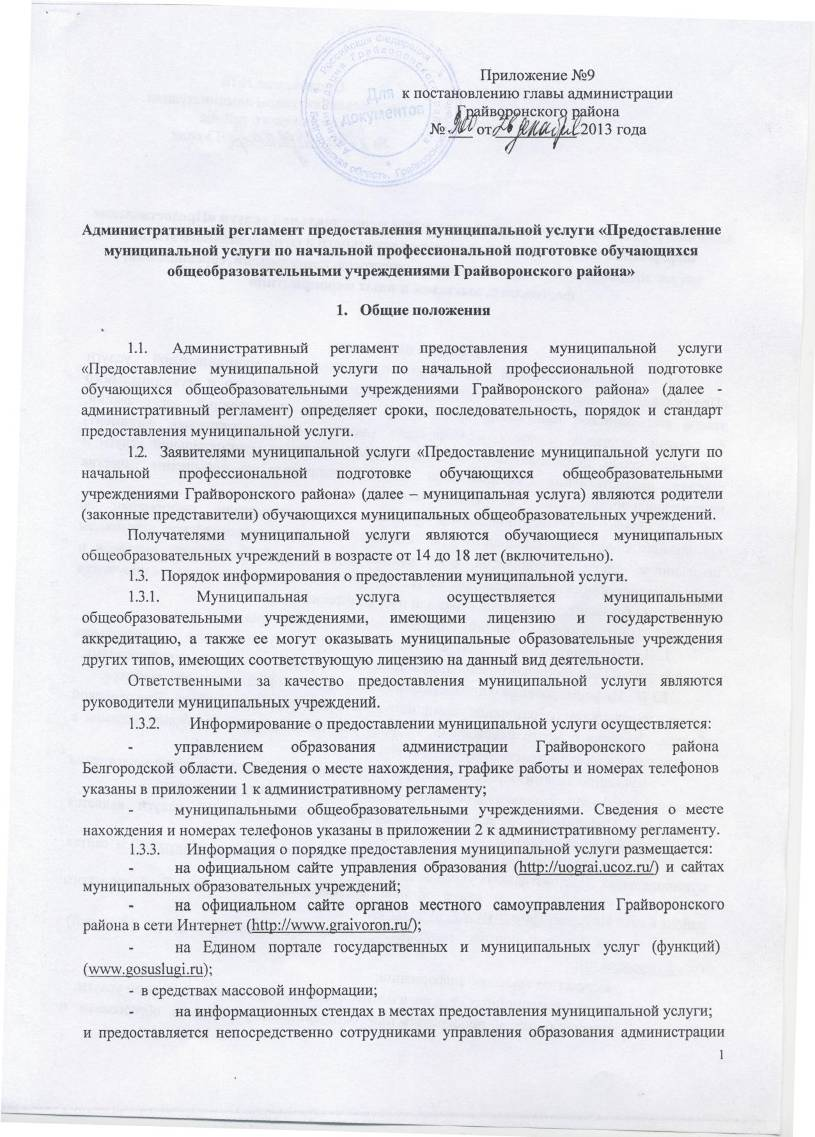 Приложение №9
к постановлению главы администрации
Грайворонского района
№ 900 от 26 декабря 2013 года
Российская Федерация
Администрация Грайворонского
Белгородская область, Грайворон
Для
документов
Административный регламент предоставления муниципальной услуги «Предоставление
муниципальной услуги по начальной профессиональной подготовке обучающихся
общеобразовательными учреждениями Грайворонского района»
1. Общие положения
1.1. Административный регламент предоставления муниципальной услуги
«Предоставление муниципальной услуги по начальной профессиональной подготовке
обучающихся общеобразовательными учреждениями Грайворонского района» (далее -
административный регламент) определяет сроки, последовательность, порядок и стандарт
предоставления муниципальной услуги.
1.2. Заявителями муниципальной услуги «Предоставление муниципальной услуги по
начальной профессиональной подготовке обучающихся общеобразовательными
учреждениями Грайворонского района» (далее – муниципальная услуга) являются родители
(законные представители) обучающихся муниципальных общеобразовательных учреждений.
Получателями муниципальной услуги являются обучающиеся муниципальных
общеобразовательных учреждений в возрасте от 14 до 18 лет (включительно).
1.3. Порядок информирования о предоставлении муниципальной услуги.
1.3.1. Муниципальная услуга осуществляется муниципальными
общеобразовательными учреждениями, имеющими лицензию и государственную
аккредитацию, а также ее могут оказывать муниципальные образовательные учреждения
других типов, имеющих соответствующую лицензию на данный вид деятельности.
Ответственными за качество предоставления муниципальной услуги являются
руководители муниципальных учреждений.
1.3.2. Информирование о предоставлении муниципальной услуги осуществляется:
- управлением образования администрации Грайворонского района
Белгородской области. Сведения о месте нахождения, графике работы и номерах телефонов
указаны в приложении 1 к административному регламенту;
- муниципальными общеобразовательными учреждениями. Сведения о месте
нахождения и номерах телефонов указаны в приложении 2 к административному регламенту.
1.3.3. Информация о порядке предоставления муниципальной услуги размещается:
- на официальном сайте управления образования (http://uograi.ucoz.ru/) и сайтах
муниципальных образовательных учреждений;
- на официальном сайте органов местного самоуправления Грайворонского
района в сети Интернет (http://www.graivoron.ru/);
- на Едином портале государственных и муниципальных услуг (функций)
(www.gosuslugi.ru);
- в средствах массовой информации;
- на информационных стендах в местах предоставления муниципальной услуги;
и предоставляется непосредственно сотрудниками управления образования администрации
1